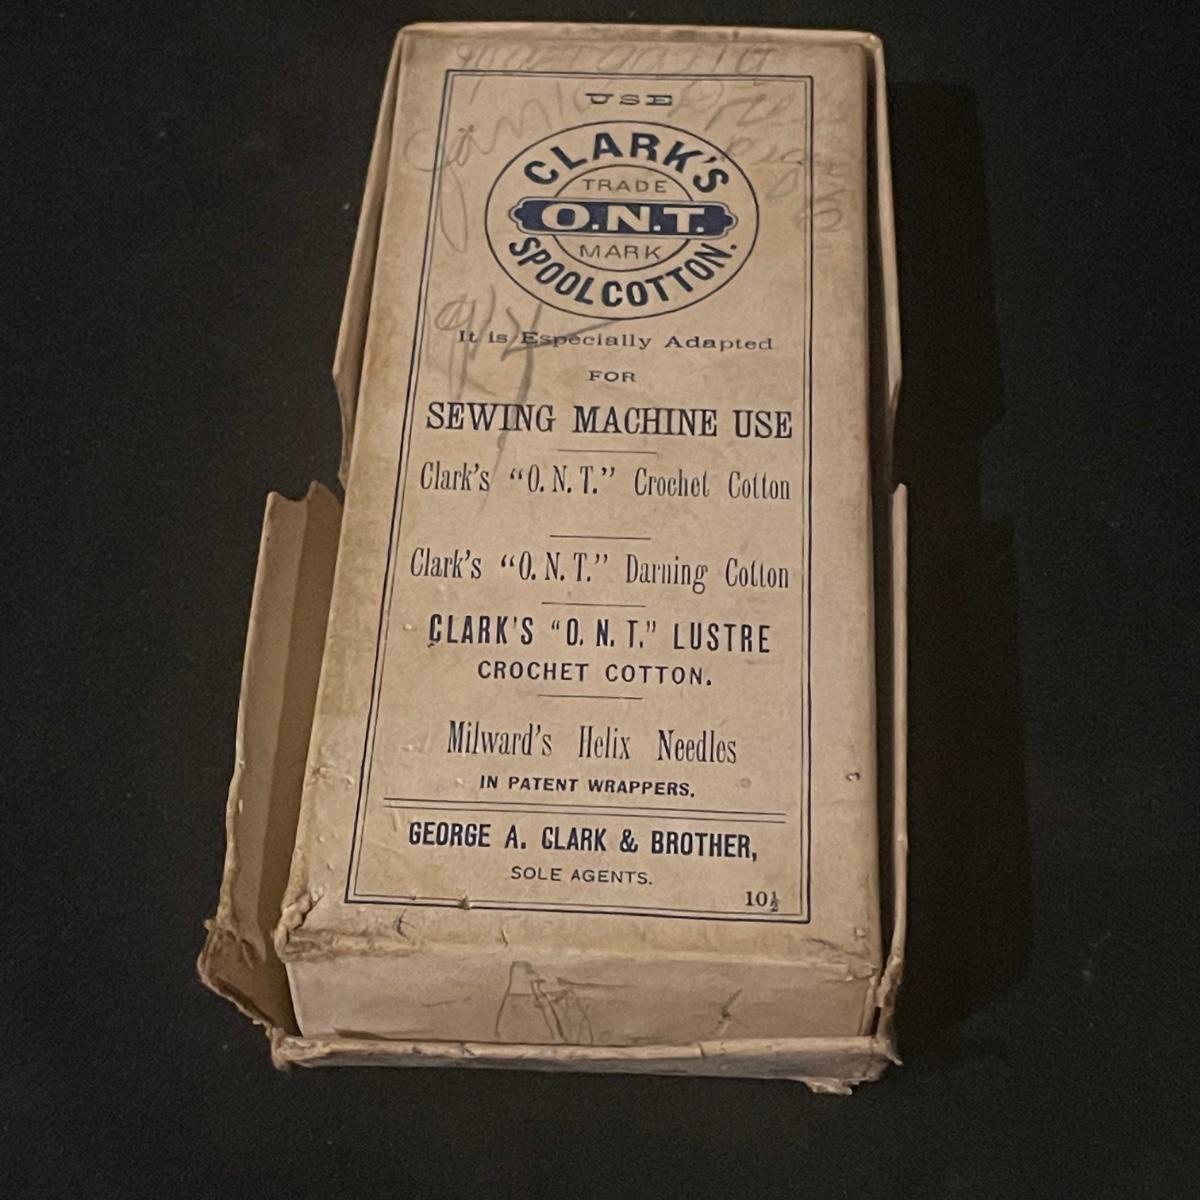 USE
CLARK'S
TRADE
O.N.T.
MARK
SPOOL COTTON.
It is Especially Adapted
FOR
SEWING MACHINE USE
Clark's “O. N. T.” Crochet Cotton
Clark's “O. N. T.” Darning Cotton
CLARK'S “O. N. T.” LUSTRE
CROCHET COTTON.
Milward's Helix Needles
IN PATENT WRAPPERS.
GEORGE A. CLARK & BROTHER,
SOLE AGENTS.
10½